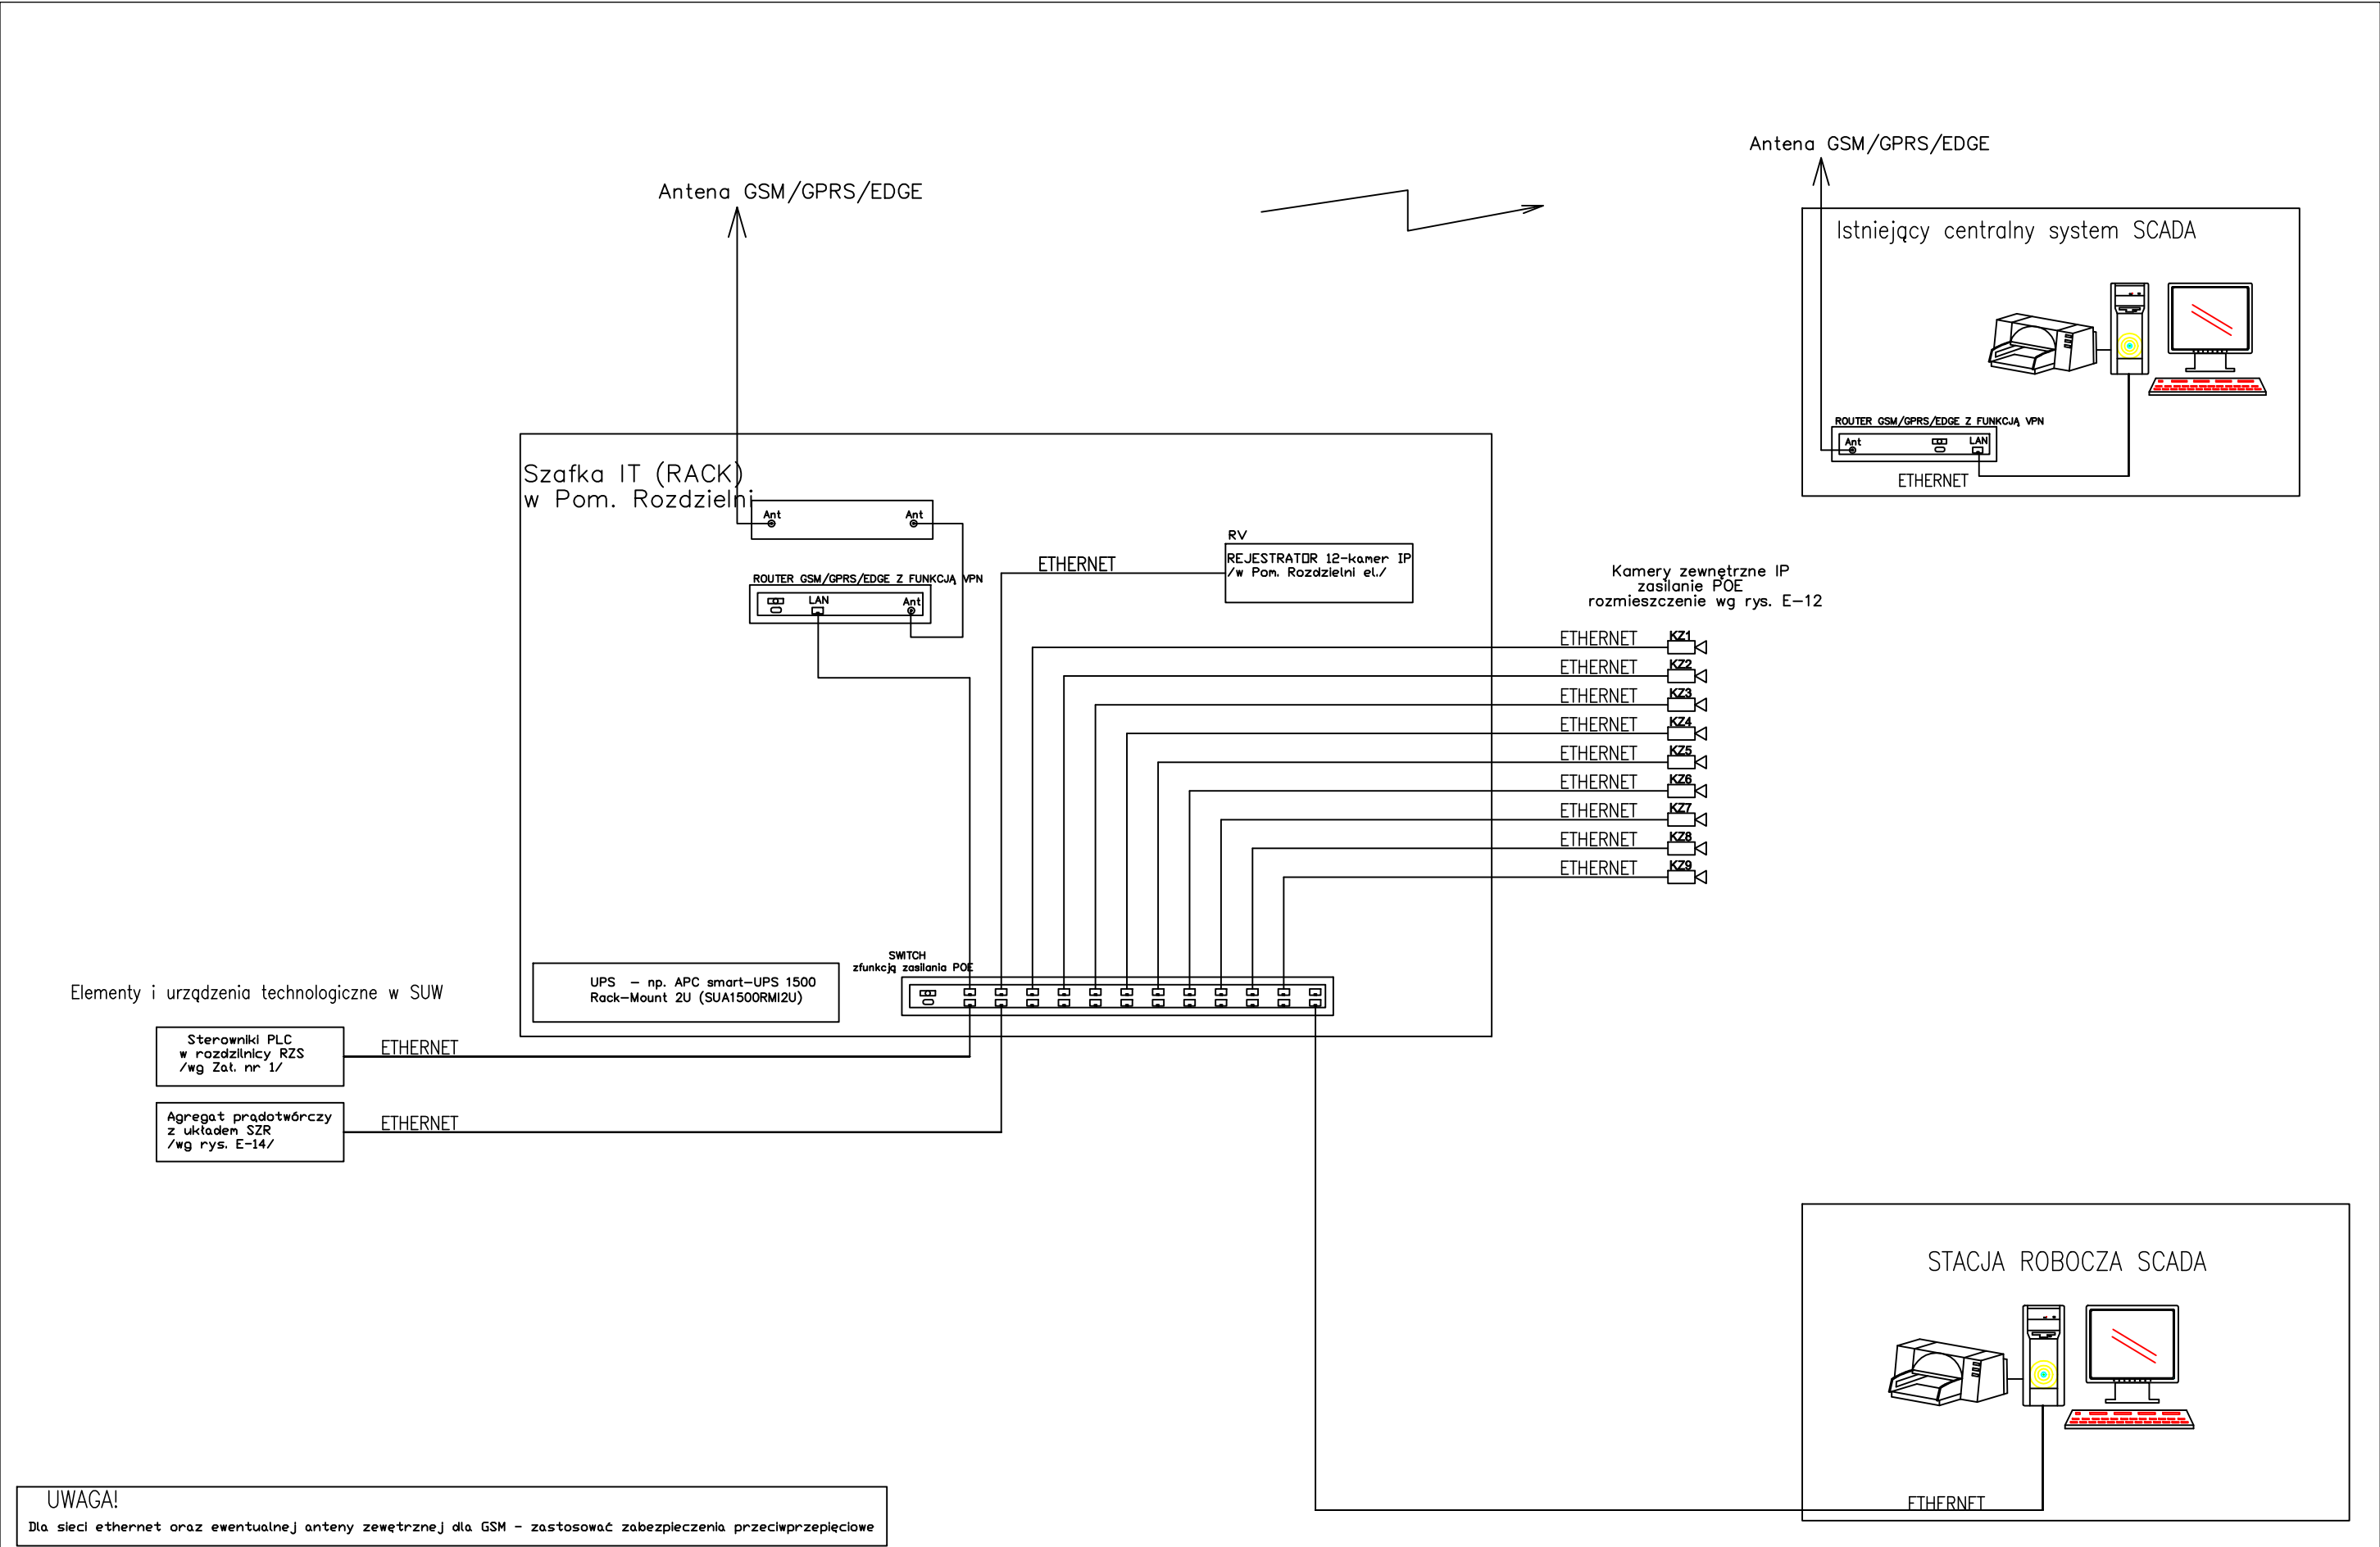 Antena GSM/GPRS/EDGE
Antena GSM/GPRS/EDGE
Istniejący centralny system SCADA
ROUTER GSM/GPRS/EDGE Z FUNKCJĄ VPN
Ant
LAN
ETHERNET
Szafka IT (RACK)
w Pom. Rozdzielni
Ant
Ant
ROUTER GSM/GPRS/EDGE Z FUNKCJĄ VPN
LAN
Ant
ETHERNET
RV
REJESTRATOR 12-kamer IP
/w Pom. Rozdzielni el./
Kamery zewnętrzne IP
zasilanie POE
rozmieszczenie wg rys. E-12
ETHERNET KZ1
ETHERNET KZ2
ETHERNET KZ3
ETHERNET KZ4
ETHERNET KZ5
ETHERNET KZ6
ETHERNET KZ7
ETHERNET KZ8
ETHERNET KZ9
SWITCH
zfunkcją zasilania POE
UPS - np. APC smart-UPS 1500
Rack-Mount 2U (SUA1500RMI2U)
Elementy i urządzenia technologiczne w SUW
Sterowniki PLC
w rozdzilnicy RZS
/wg Zał. nr 1/
ETHERNET
Agregat prądotwórczy
z układem SZR
/wg rys. E-14/
ETHERNET
STACJA ROBOCZA SCADA
ETHERNET
UWAGA!
Dla sieci ethernet oraz ewentualnej anteny zewętrznej dla GSM - zastosować zabezpieczenia przeciwprzepięciowe